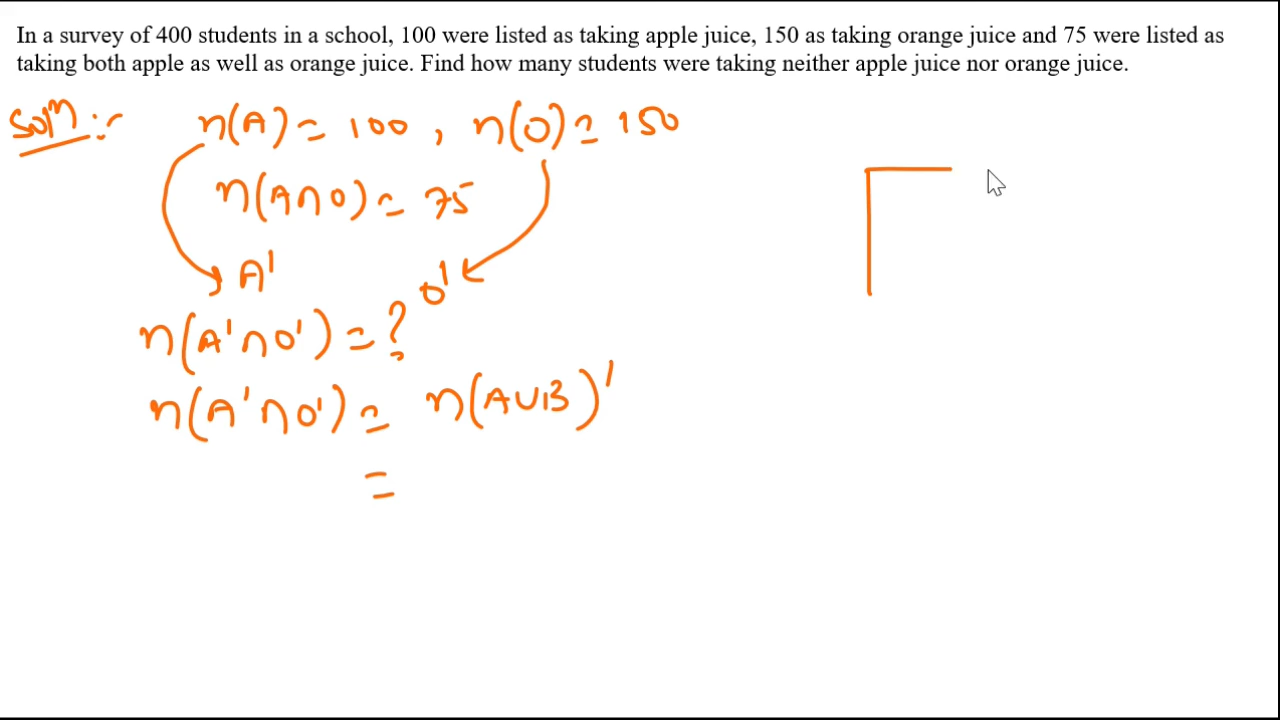 In a survey of 400 students in a school, 100 were listed as taking apple juice, 150 as taking orange juice and 75 were listed as
taking both apple as well as orange juice. Find how many students were taking neither apple juice nor orange juice.
Solⁿ :- n(A) = 100 , n(O) = 150
n(A∩O) = 75
A' O'
n(A'∩O') = ?
n(A'∩O') = n(A∪B)'
=